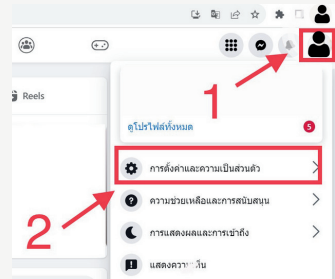 Reels
1
ดูโปรไฟล์ทั้งหมด
5
การตั้งค่าและความเป็นส่วนตัว
2
ความช่วยเหลือและการสนับสนุน
การแสดงผลและการเข้าถึง